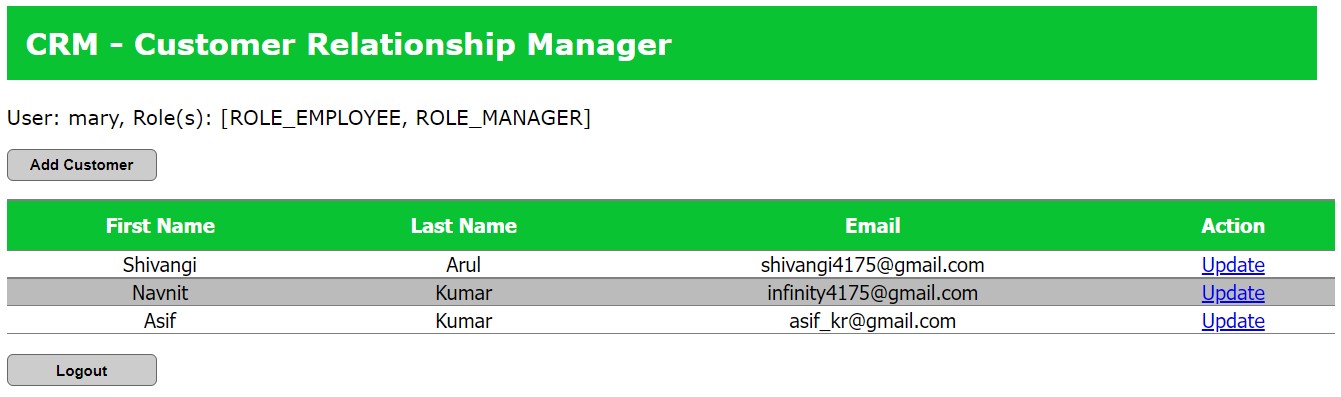 CRM - Customer Relationship Manager
User: mary, Role(s): [ROLE_EMPLOYEE, ROLE_MANAGER]
Add Customer
First Name Last Name Email Action
Shivangi Arul shivangi4175@gmail.com Update
Navnit Kumar infinity4175@gmail.com Update
Asif Kumar asif_kr@gmail.com Update
Logout